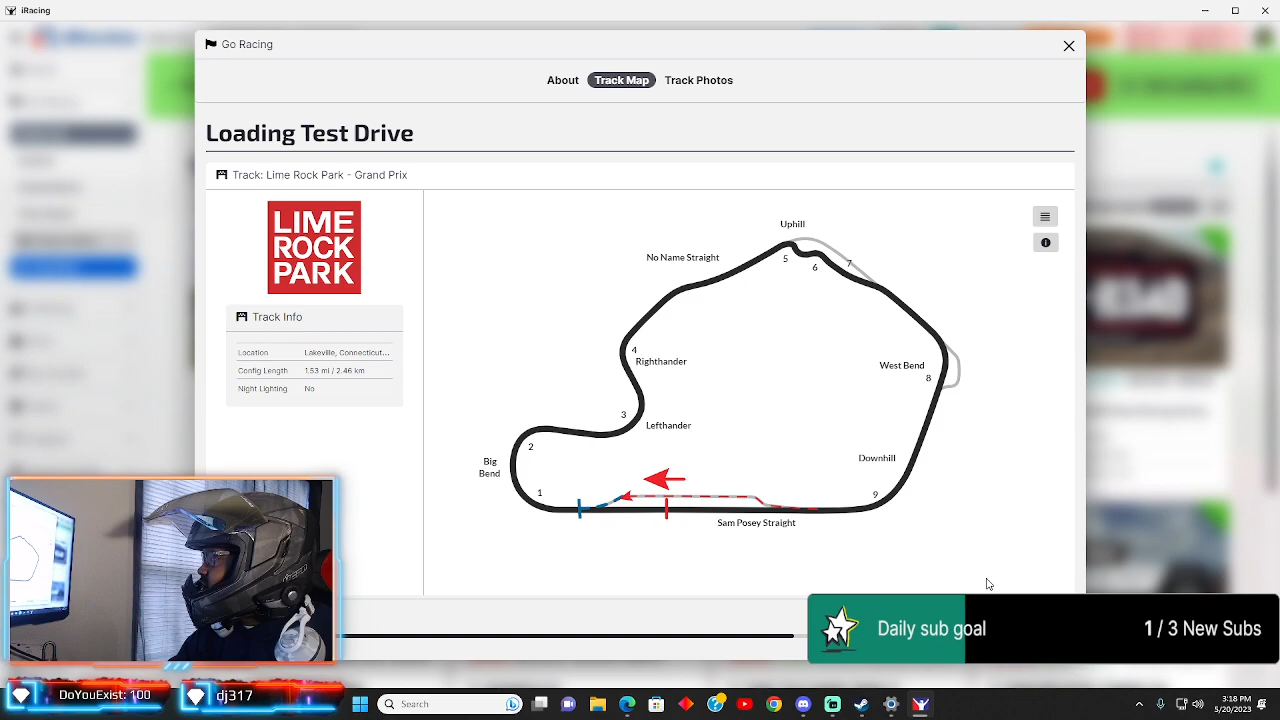 iRacing
Go Racing
About Track Map Track Photos
Loading Test Drive
Track: Lime Rock Park - Grand Prix
LIME
ROCK
PARK
Track Info
Location Lakeville, Connecticut...
Config Length 1.53 mi / 2.46 km
Night Lighting No
Uphill
No Name Straight
5
6
7
4
Righthander
West Bend
8
3
Lefthander
2
Big
Bend
Downhill
1
9
Sam Posey Straight
Daily sub goal 1 / 3 New Subs
DoYouExist: 100
dj317
Search
3:18 PM
5/20/2023